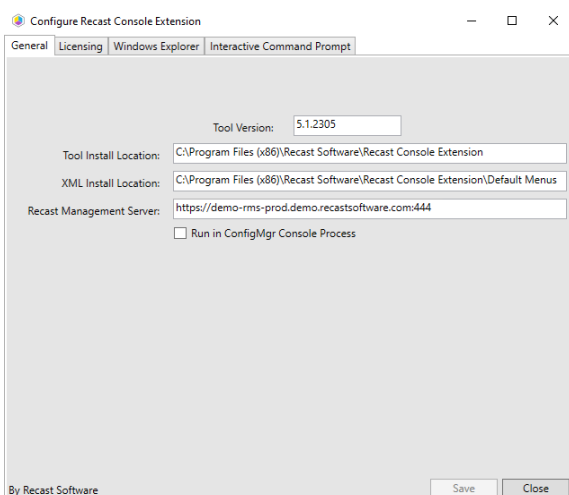 Configure Recast Console Extension
General Licensing Windows Explorer Interactive Command Prompt
Tool Version: 5.1.2305
Tool Install Location: C:\Program Files (x86)\Recast Software\Recast Console Extension
XML Install Location: C:\Program Files (x86)\Recast Software\Recast Console Extension\Default Menus
Recast Management Server: https://demo-rms-prod.demo.recastsoftware.com:444
Run in ConfigMgr Console Process
By Recast Software Save Close